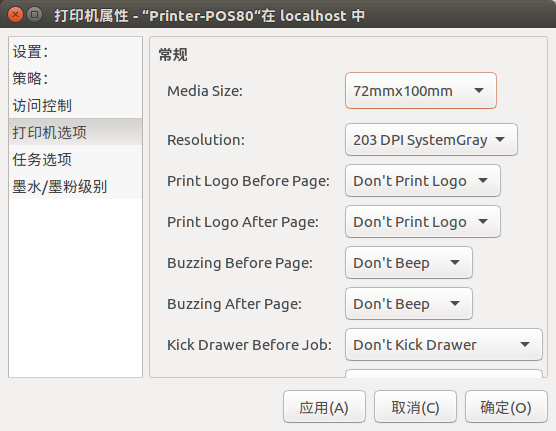 打印机属性 - “Printer-POS80“在 localhost 中
设置：
策略：
访问控制
打印机选项
任务选项
墨水/墨粉级别
常规
Media Size: 72mmx100mm
Resolution: 203 DPI SystemGray
Print Logo Before Page: Don't Print Logo
Print Logo After Page: Don't Print Logo
Buzzing Before Page: Don't Beep
Buzzing After Page: Don't Beep
Kick Drawer Before Job: Don't Kick Drawer
应用(A) 取消(C) 确定(O)